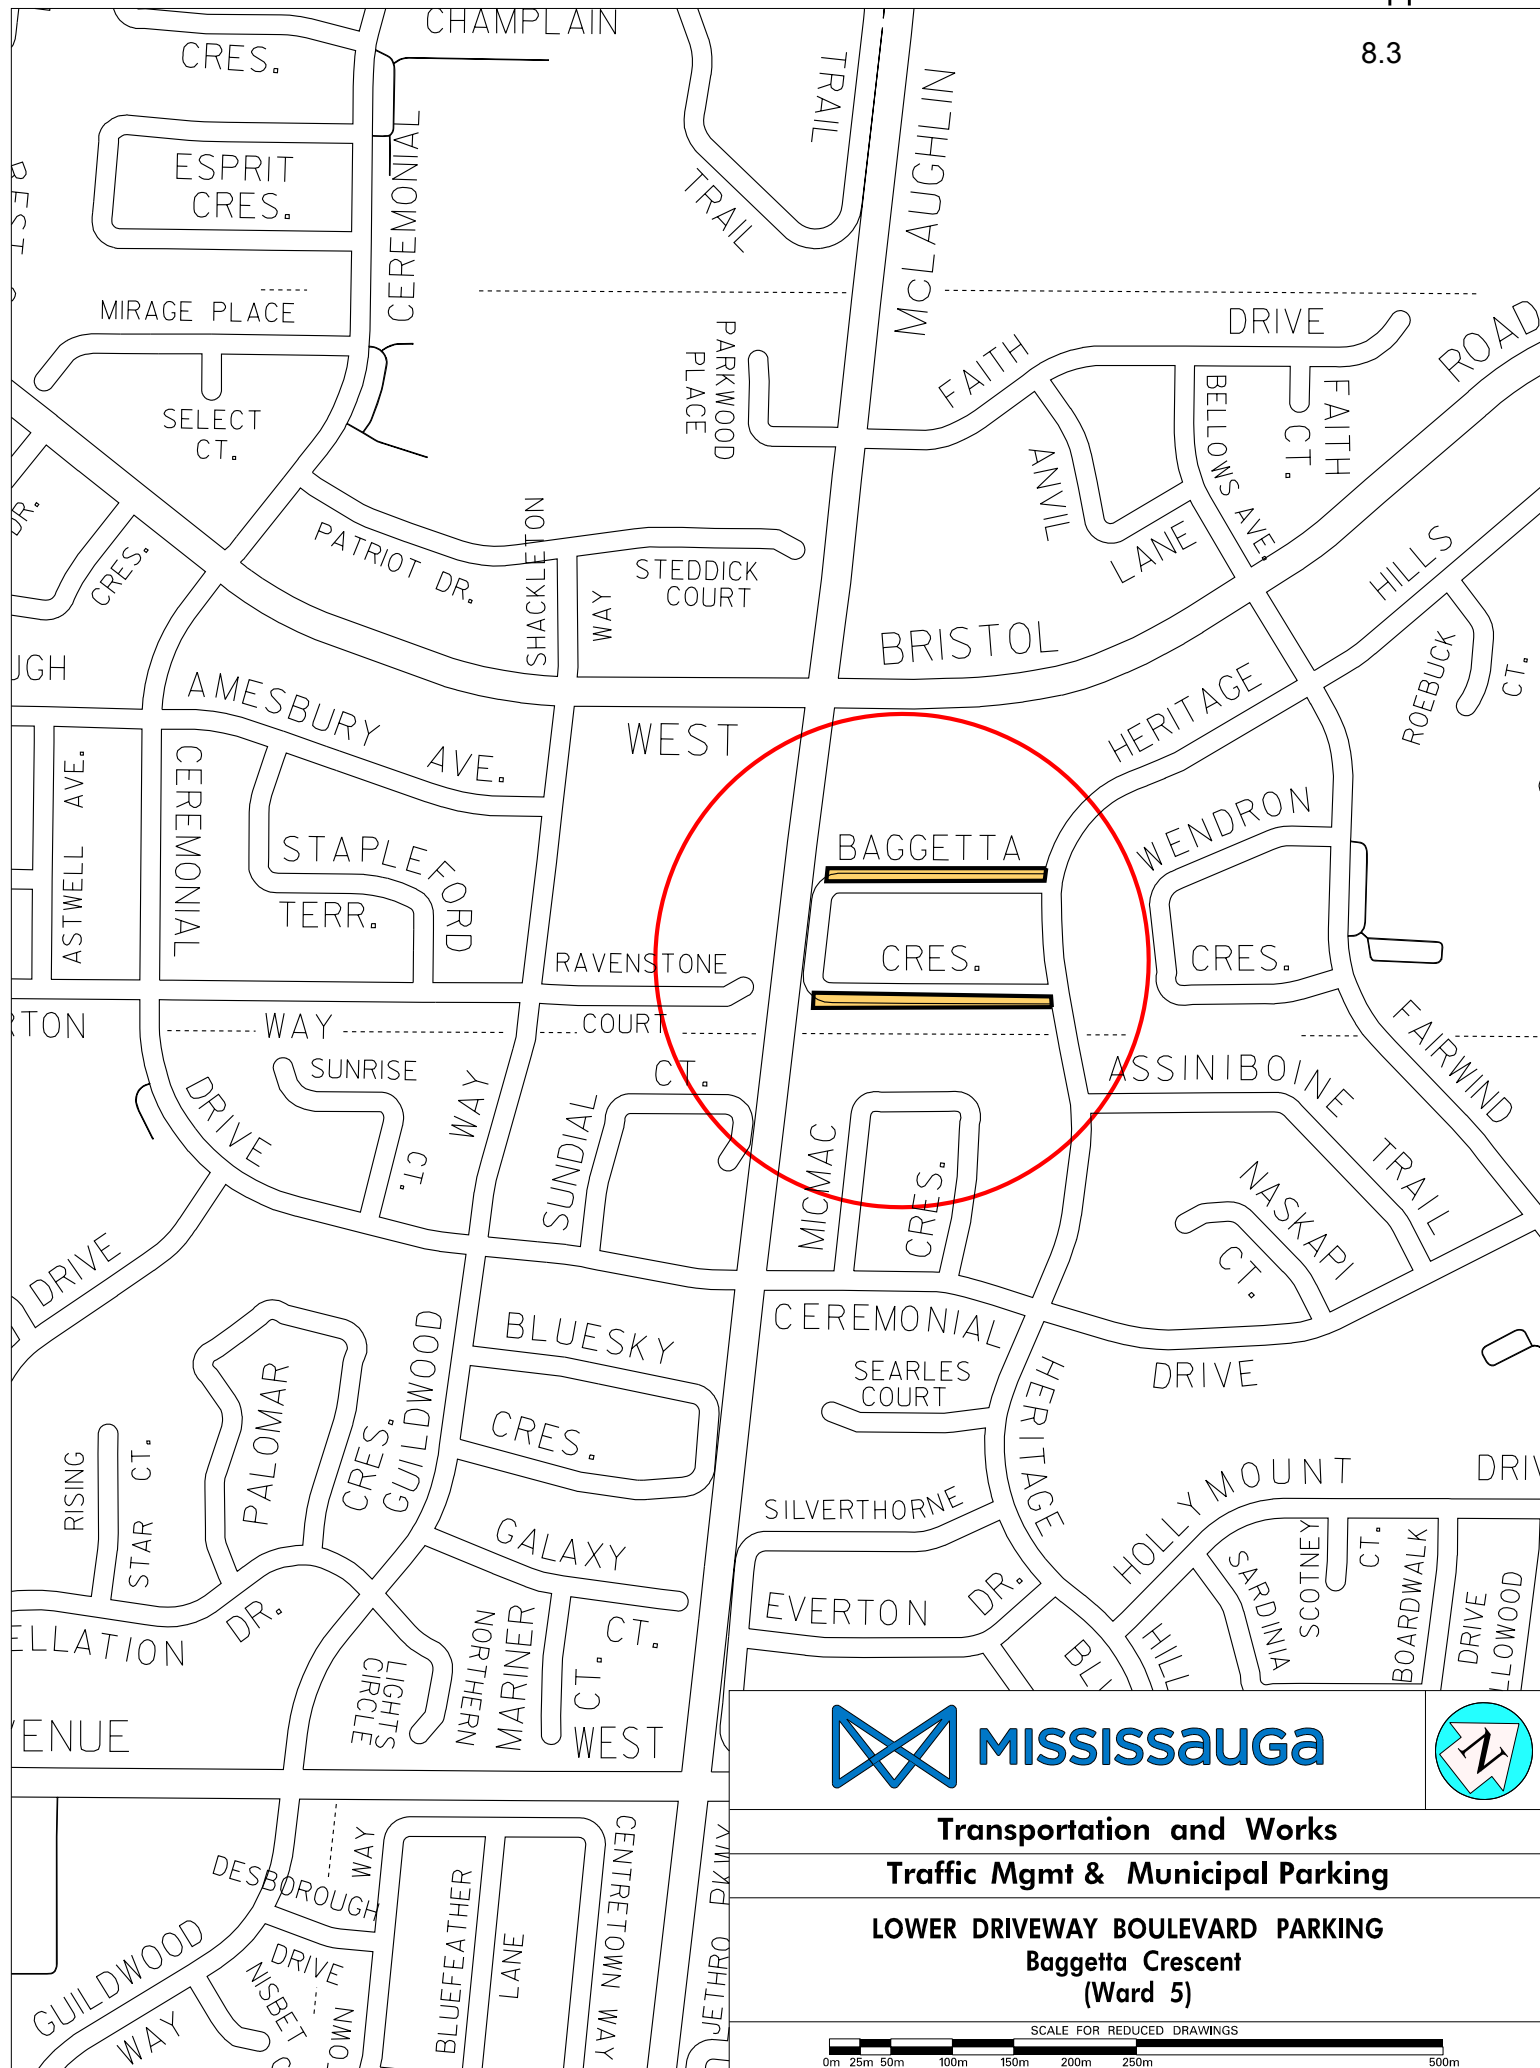 8.3
CHAMPLAIN
CRES.
TRAIL
McLAUGHLIN
CEREMONIAL
ESPRIT
CRES.
TRAIL
MIRAGE PLACE
PARKWOOD
PLACE
DRIVE
FAITH
ROAD
SELECT
CT.
BELLOWS AVE.
FAITH
CT.
ANVIL
LANE
DR.
CRES.
PATRIOT DR.
SHACKLETON
WAY
STEDDICK
COURT
HILLS
BRISTOL
ROEBUCK
CT.
AMESBURY AVE.
HERITAGE
WEST
ASTWELL AVE.
CEREMONIAL
STAPLEFORD
TERR.
BAGGETTA
CRES.
WENDRON
CRES.
RAVENSTONE
COURT
WAY
FAIRWIND
SUNRISE
CT.
DRIVE
WAY
SUNDIAL
CT.
MICMAC
CRES.
ASSINIBOINE TRAIL
NASKAPI
CT.
DRIVE
BLUESKY
CRES.
CEREMONIAL
DRIVE
SEARLES
COURT
HERITAGE
PALOMAR
CRES.
GUILDWOOD
RISING
STAR CT.
GALAXY
CT.
SILVERTHORNE
HOLLYMOUNT
EVERTON DR.
SCOTNEY
CT.
SARDINIA
BOARDWALK
DRIVE
HILL
DR.
NORTHERN
LIGHTS
CIRCLE
MARINER
CT.
WEST
DESBOROUGH
WAY
DRIVE
GUILDWOOD
WAY
NISBET
BLUEFEATHER
LANE
CENTRETOWN WAY
JETHRO PKWY
MISSISSAUGA
N
Transportation and Works
Traffic Mgmt & Municipal Parking
LOWER DRIVEWAY BOULEVARD PARKING
Baggetta Crescent
(Ward 5)
SCALE FOR REDUCED DRAWINGS
0m 25m 50m 100m 150m 200m 250m 500m